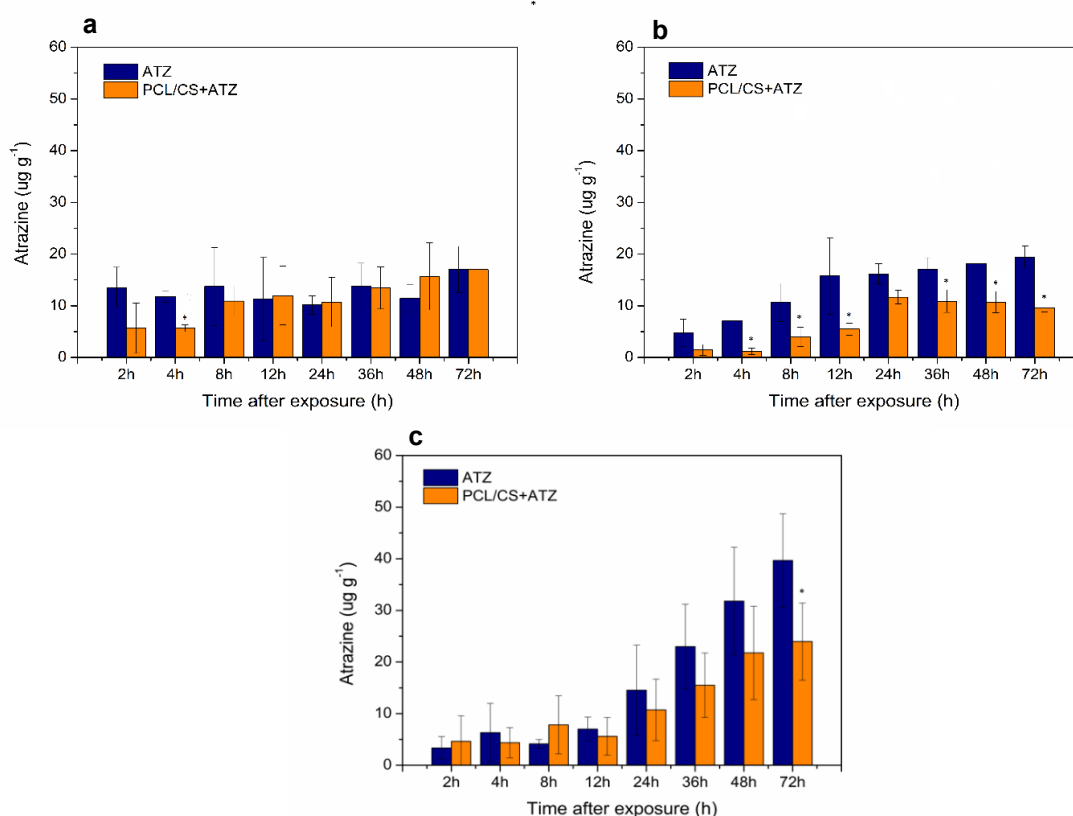 *
a
60
50
40
30
20
10
0
Atrazine (ug g⁻¹)
ATZ
PCL/CS+ATZ
*
2h 4h 8h 12h 24h 36h 48h 72h
Time after exposure (h)
b
60
50
40
30
20
10
0
Atrazine (ug g⁻¹)
ATZ
PCL/CS+ATZ
* * * * * *
2h 4h 8h 12h 24h 36h 48h 72h
Time after exposure (h)
c
60
50
40
30
20
10
0
Atrazine (ug g⁻¹)
ATZ
PCL/CS+ATZ
*
2h 4h 8h 12h 24h 36h 48h 72h
Time after exposure (h)